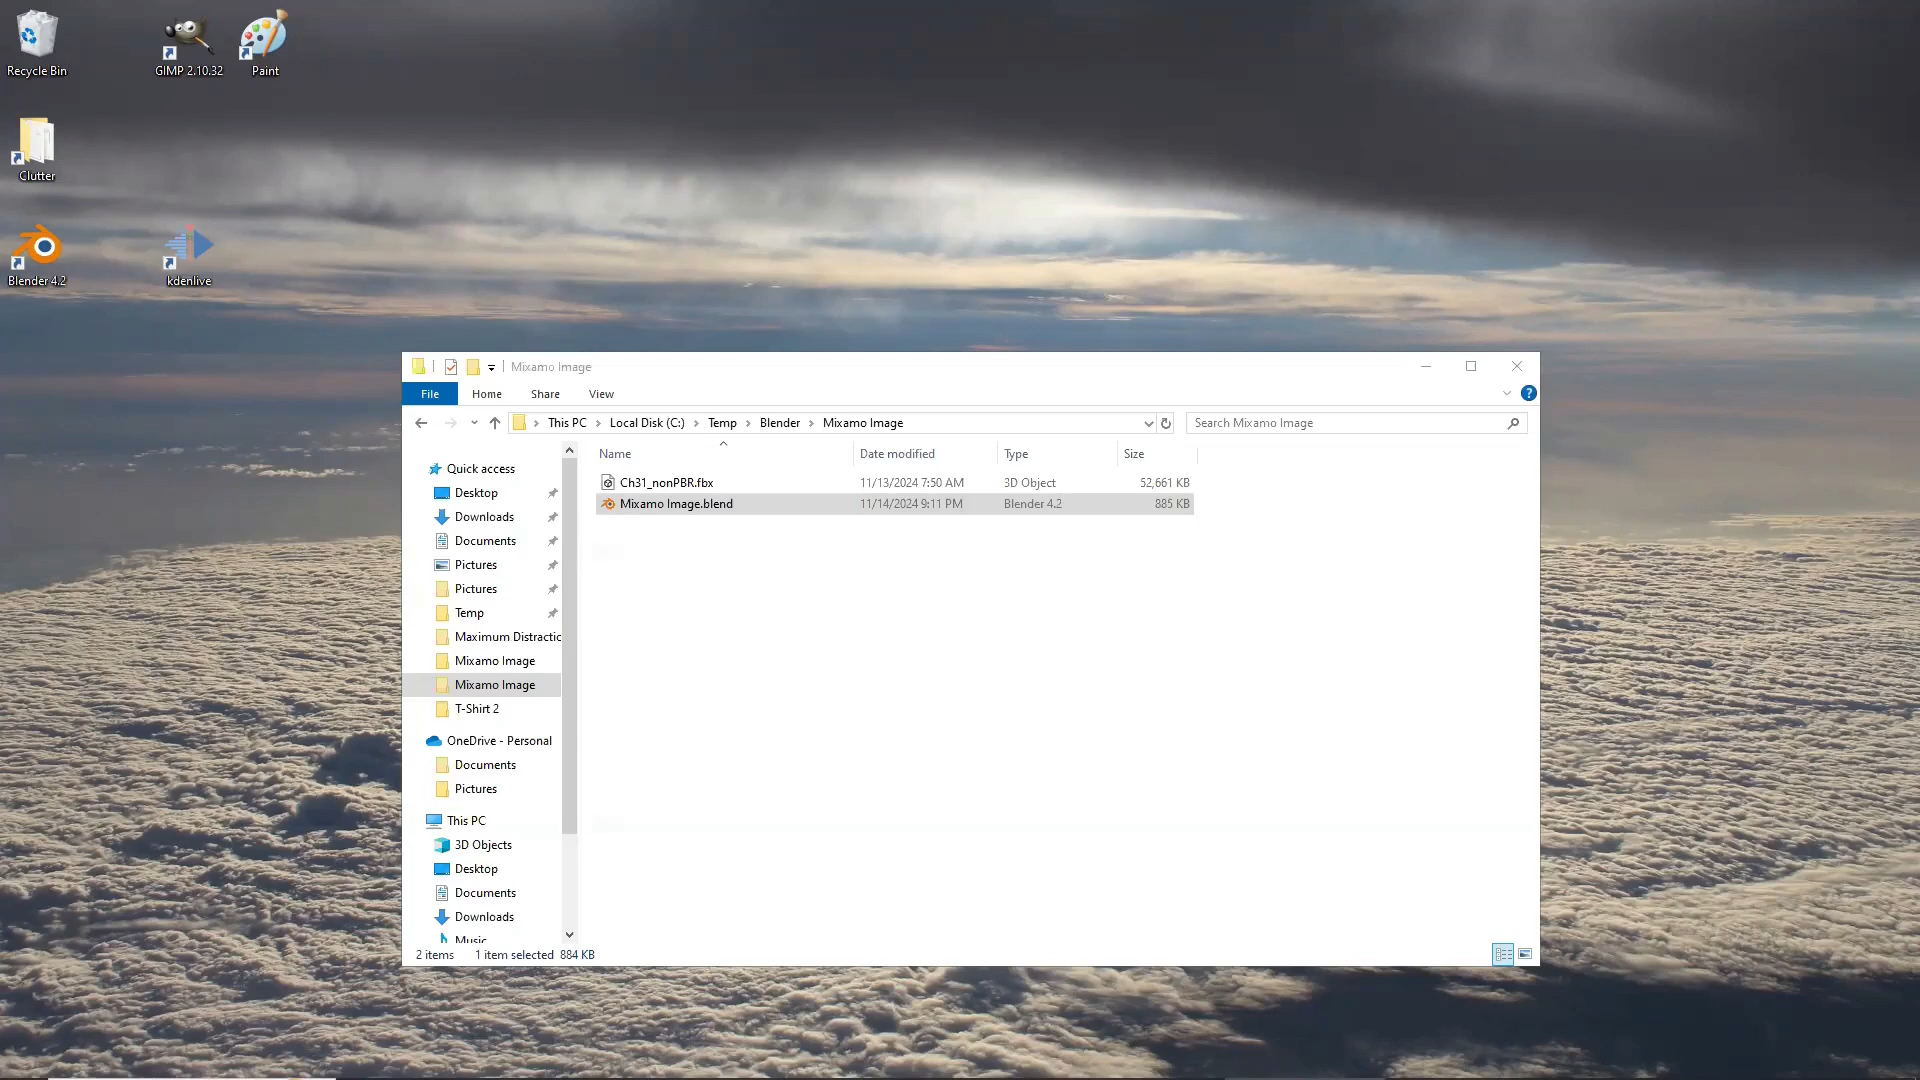 Recycle Bin
GIMP 2.10.32
Paint
Clutter
Blender 4.2
kdenlive
Mixamo Image
File
Home
Share
View
This PC
Local Disk (C:)
Temp
Blender
Mixamo Image
Search Mixamo Image
Name
Date modified
Type
Size
Ch31_nonPBR.fbx
11/13/2024 7:50 AM
3D Object
52,661 KB
Mixamo Image.blend
11/14/2024 9:11 PM
Blender 4.2
885 KB
Quick access
Desktop
Downloads
Documents
Pictures
Pictures
Temp
Maximum Distractic
Mixamo Image
Mixamo Image
T-Shirt 2
OneDrive - Personal
Documents
Pictures
This PC
3D Objects
Desktop
Documents
Downloads
Music
2 items
1 item selected 884 KB